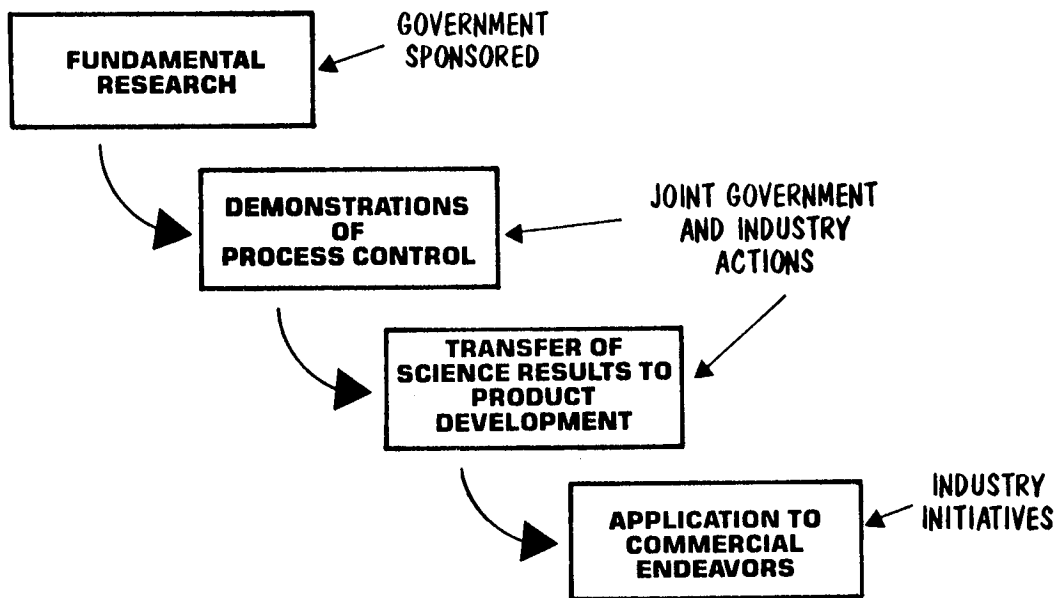 FUNDAMENTAL
RESEARCH
GOVERNMENT
SPONSORED
DEMONSTRATIONS
OF
PROCESS CONTROL
JOINT GOVERNMENT
AND INDUSTRY
ACTIONS
TRANSFER OF
SCIENCE RESULTS TO
PRODUCT
DEVELOPMENT
APPLICATION TO
COMMERCIAL
ENDEAVORS
INDUSTRY
INITIATIVES